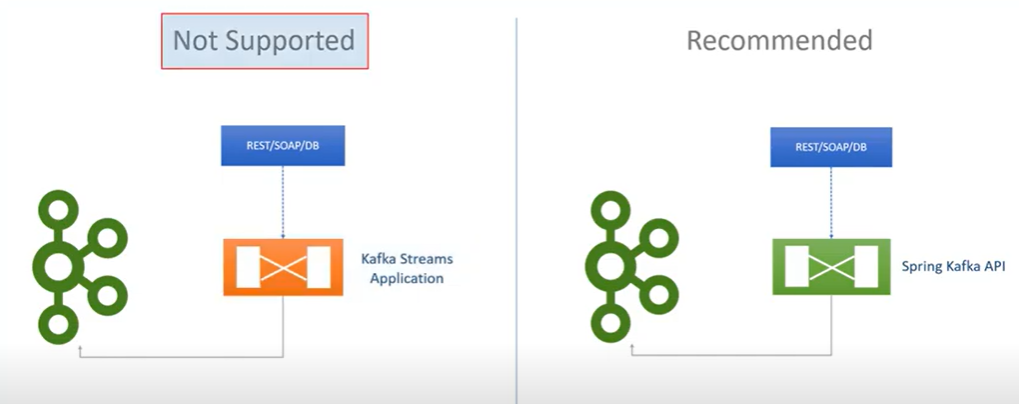 Not Supported
Recommended
REST/SOAP/DB
REST/SOAP/DB
Kafka Streams
Application
Spring Kafka API